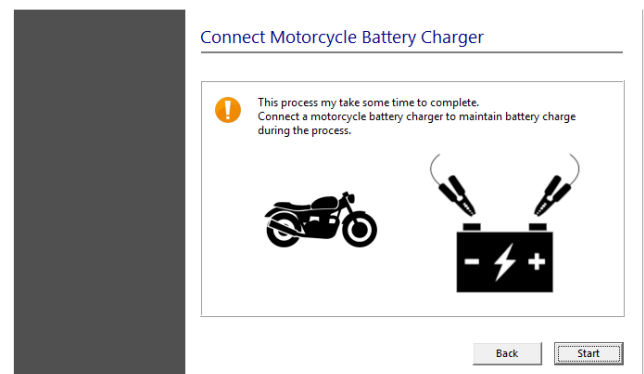 Connect Motorcycle Battery Charger
This process my take some time to complete.
Connect a motorcycle battery charger to maintain battery charge
during the process.
Back
Start